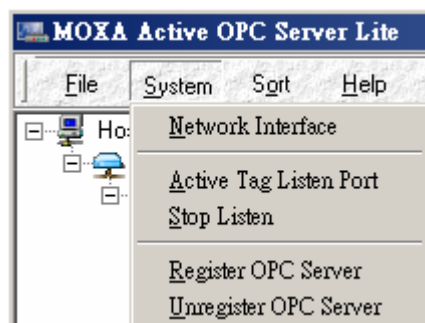 MOXA Active OPC Server Lite
File System Sort Help
Ho
Network Interface
Active Tag Listen Port
Stop Listen
Register OPC Server
Unregister OPC Server